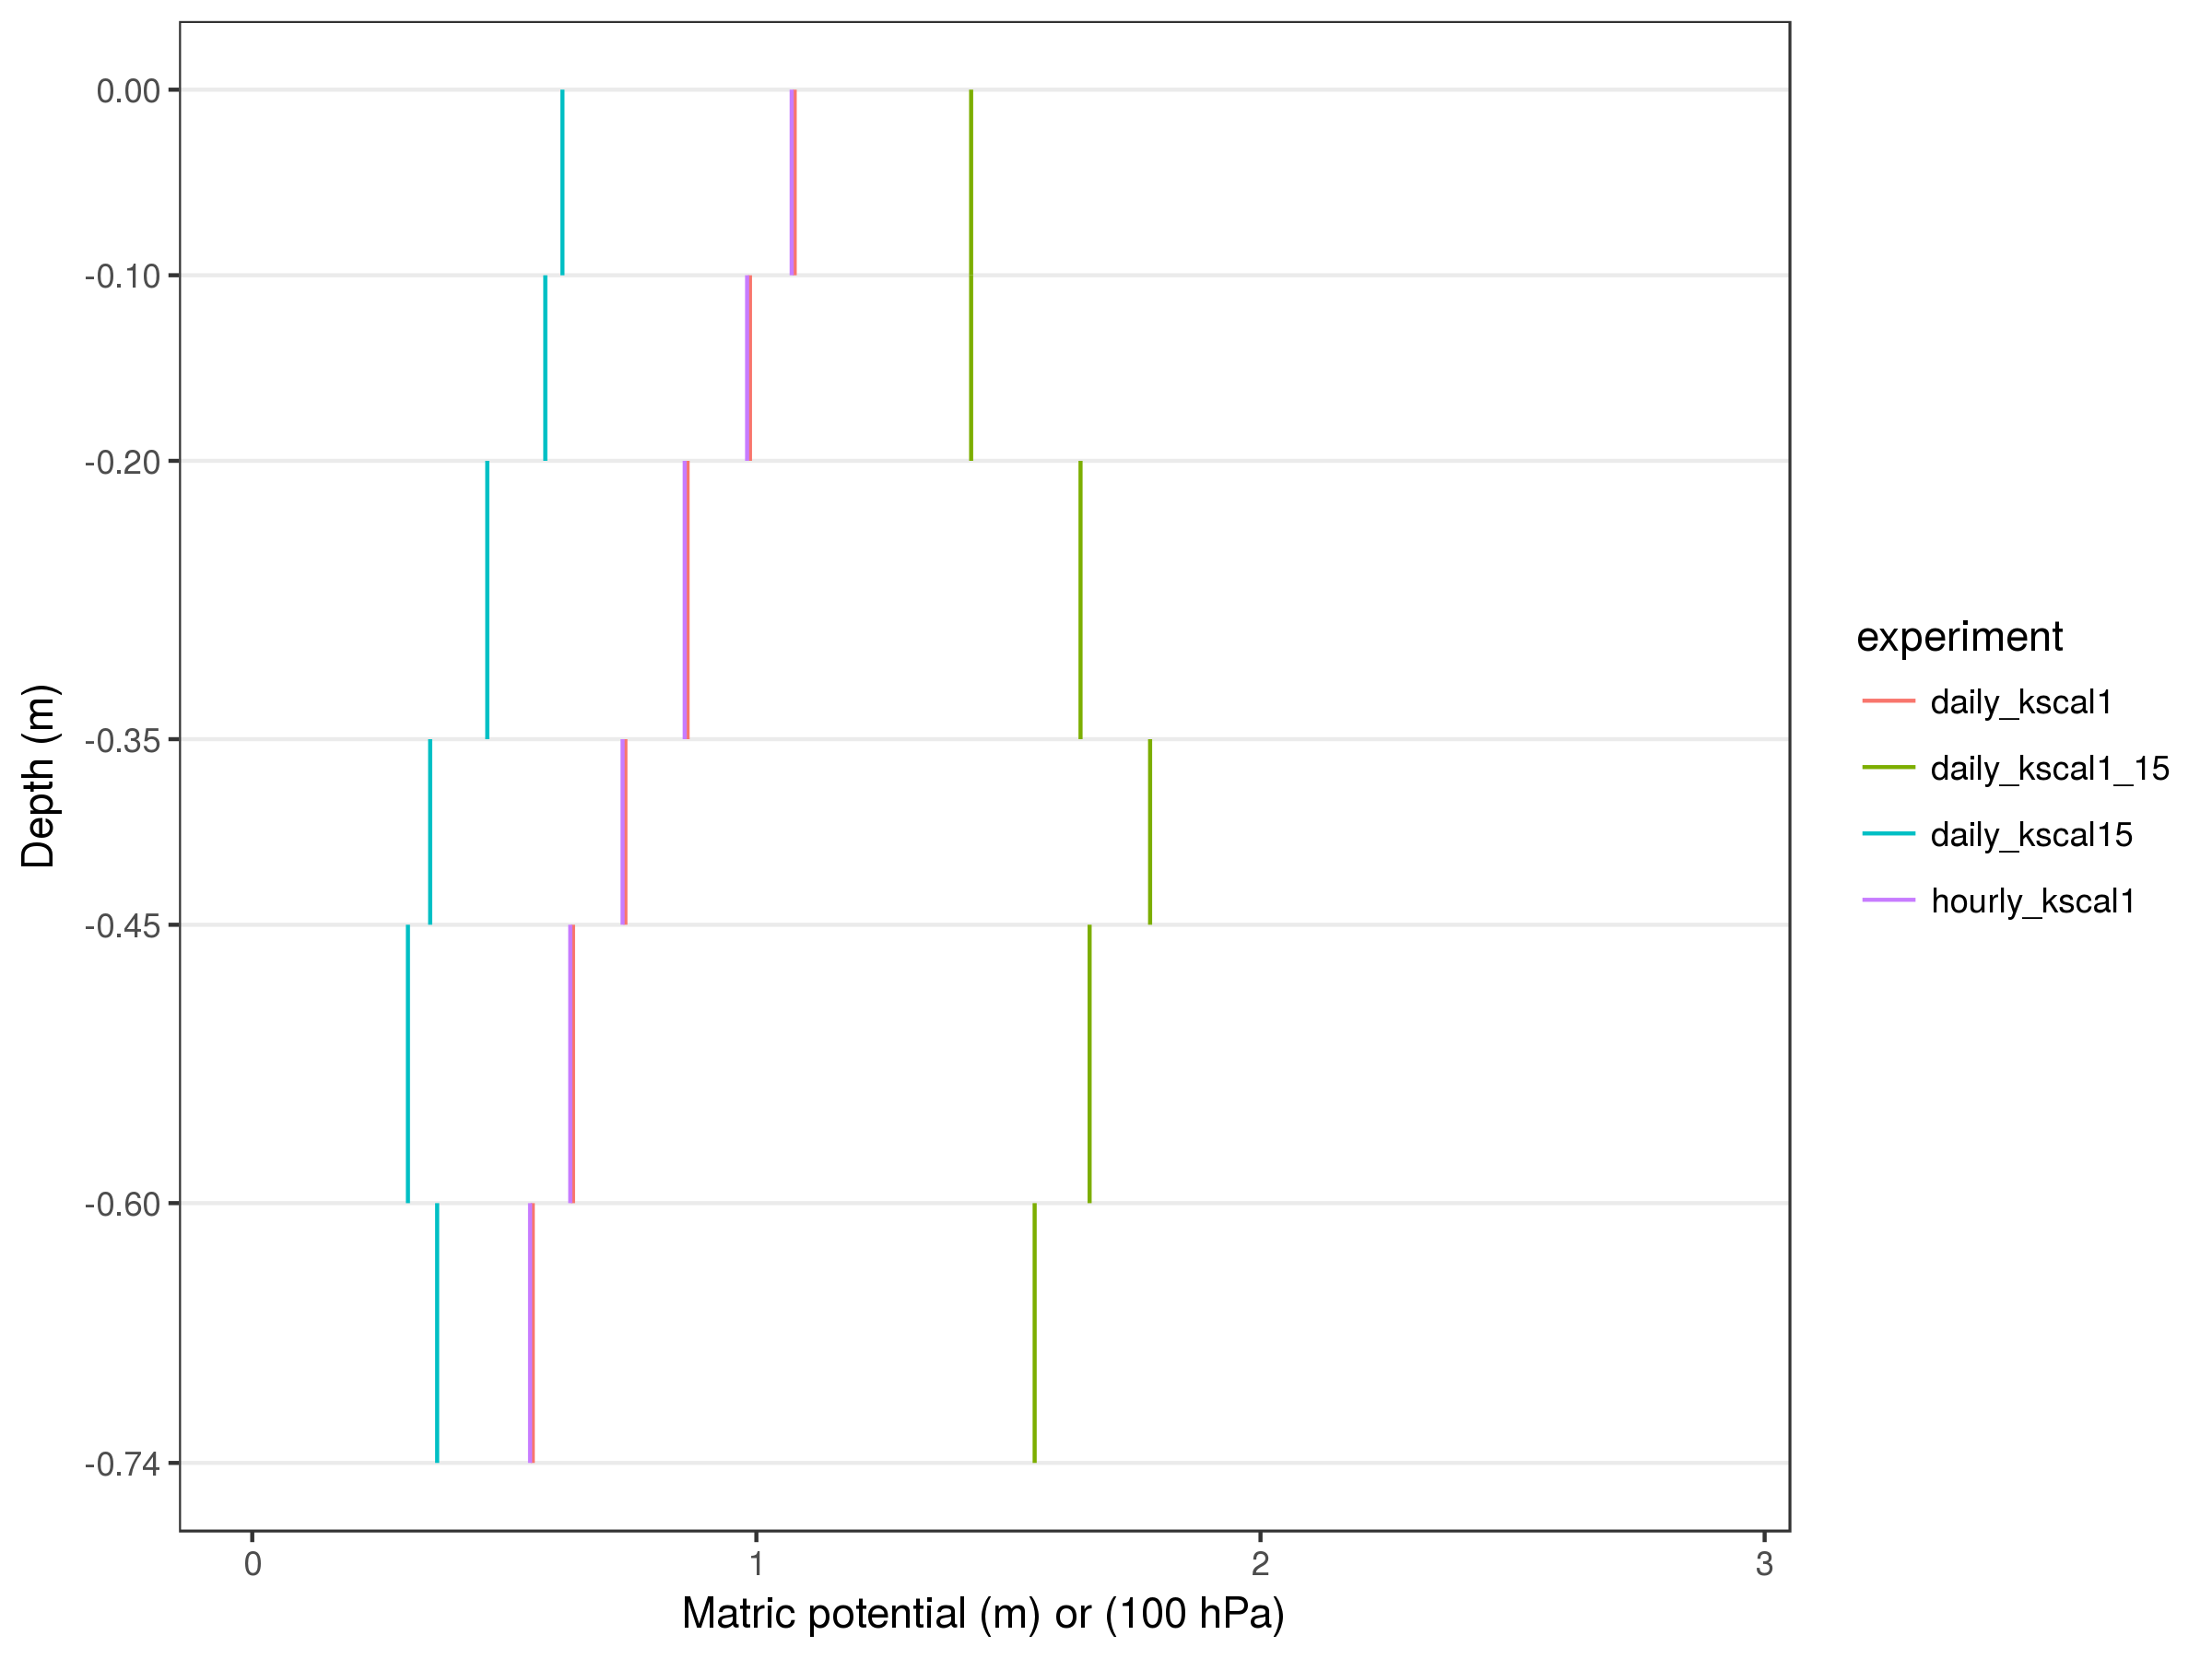 0.00
-0.10
-0.20
-0.35
-0.45
-0.60
-0.74
Depth (m)
0 1 2 3
Matric potential (m) or (100 hPa)
experiment
daily_kscal1
daily_kscal1_15
daily_kscal15
hourly_kscal1